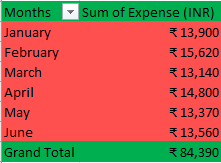 Months Sum of Expense (INR)
January ₹ 13,900
February ₹ 15,620
March ₹ 13,140
April ₹ 14,800
May ₹ 13,370
June ₹ 13,560
Grand Total ₹ 84,390